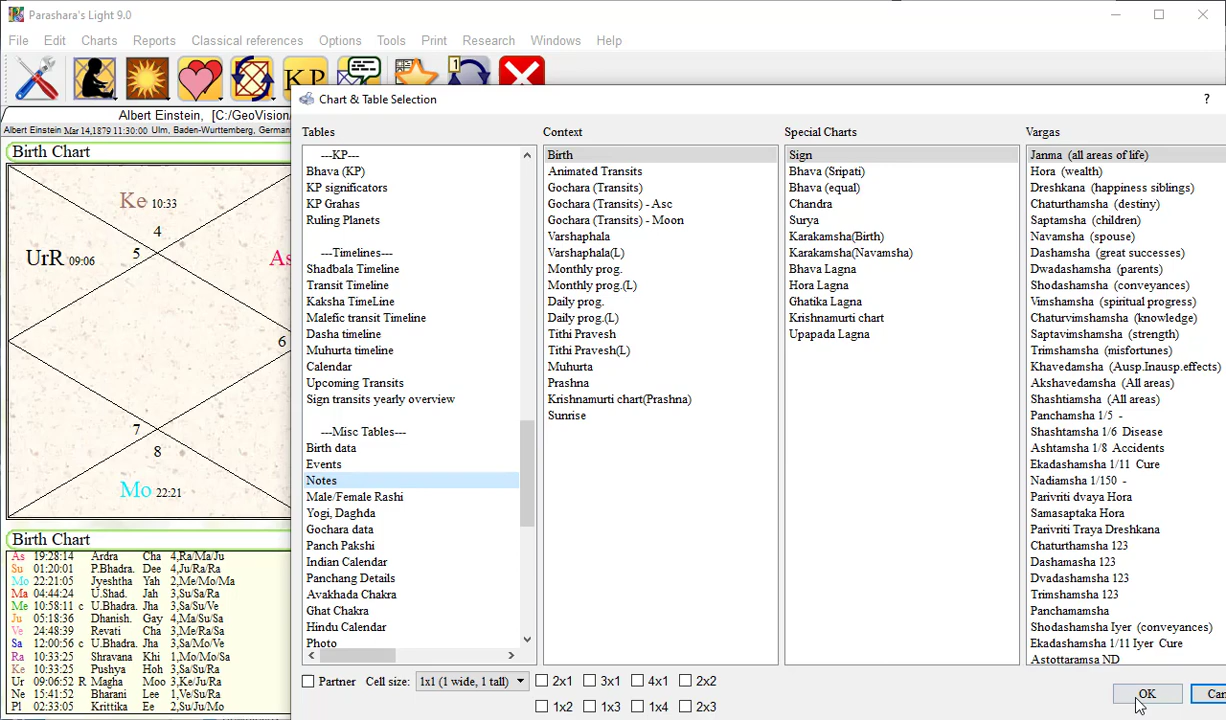 Parashara's Light 9.0
File Edit Charts Reports Classical references Options Tools Print Research Windows Help
KP 1
Albert Einstein, [C:/GeoVision/
Albert Einstein Mar 14,1879 11:30:00 Ulm, Baden-Wurttemberg, German
Birth Chart
Ke 10:33
4
UrR 09:06
5
As
6
7
8
Mo 22:21
Birth Chart
As 19:28:14 Ardra Cha 4,Ra/Ma/Ju
Su 01:20:01 P.Bhadra. Dee 4,Ju/Ra/Ra
Mo 22:21:05 Jyeshtha Yah 2,Me/Mo/Ma
Ma 04:44:24 U.Shad. Jah 3,Su/Sa/Ra
Me 10:58:11 c U.Bhadra. Jha 3,Sa/Su/Ve
Ju 05:18:36 Dhanish. Gay 4,Ma/Su/Sa
Ve 24:48:39 Revati Cha 3,Me/Ra/Sa
Sa 12:00:56 c U.Bhadra. Jha 3,Sa/Mo/Ve
Ra 10:33:25 Shravana Khi 1,Mo/Mo/Sa
Ke 10:33:25 Pushya Hoh 3,Sa/Su/Ra
Ur 09:06:52 R Magha Moo 3,Ke/Ju/Ra
Ne 15:41:52 Bharani Lee 1,Ve/Su/Ra
Pl 02:33:05 Krittika Ee 2,Su/Ju/Mo
Chart & Table Selection ?
Tables
---KP---
Bhava (KP)
KP significators
KP Grahas
Ruling Planets
---Timelines---
Shadbala Timeline
Transit Timeline
Kaksha TimeLine
Malefic transit Timeline
Dasha timeline
Muhurta timeline
Calendar
Upcoming Transits
Sign transits yearly overview
---Misc Tables---
Birth data
Events
Notes
Male/Female Rashi
Yogi, Daghda
Gochara data
Panch Pakshi
Indian Calendar
Panchang Details
Avakhada Chakra
Ghat Chakra
Hindu Calendar
Photo
Context
Birth
Animated Transits
Gochara (Transits)
Gochara (Transits) - Asc
Gochara (Transits) - Moon
Varshaphala
Varshaphala(L)
Monthly prog.
Monthly prog.(L)
Daily prog.
Daily prog.(L)
Tithi Pravesh
Tithi Pravesh(L)
Muhurta
Prashna
Krishnamurti chart(Prashna)
Sunrise
Special Charts
Sign
Bhava (Sripati)
Bhava (equal)
Chandra
Surya
Karakamsha(Birth)
Karakamsha(Navamsha)
Bhava Lagna
Hora Lagna
Ghatika Lagna
Krishnamurti chart
Upapada Lagna
Vargas
Janma (all areas of life)
Hora (wealth)
Dreshkana (happiness siblings)
Chaturthamsha (destiny)
Saptamsha (children)
Navamsha (spouse)
Dashamsha (great successes)
Dwadashamsha (parents)
Shodashamsha (conveyances)
Vimshamsha (spiritual progress)
Chaturvimshamsha (knowledge)
Saptavimshamsha (strength)
Trimshamsha (misfortunes)
Khavedamsha (Ausp.Inausp.effects)
Akshavedamsha (All areas)
Shashtiamsha (All areas)
Panchamsha 1/5 -
Shashtamsha 1/6 Disease
Ashtamsha 1/8 Accidents
Ekadashamsha 1/11 Cure
Nadiamsha 1/150 -
Parivriti dvaya Hora
Samasaptaka Hora
Parivriti Traya Dreshkana
Chaturthamsha 123
Dashamasha 123
Dvadashamsha 123
Trimshamsha 123
Panchamamsha
Shodashamsha Iyer (conveyances)
Ekadashamsha 1/11 Iyer Cure
Astottaramsa ND
Partner Cell size: 1x1 (1 wide, 1 tall) 2x1 3x1 4x1 2x2
1x2 1x3 1x4 2x3
OK Can